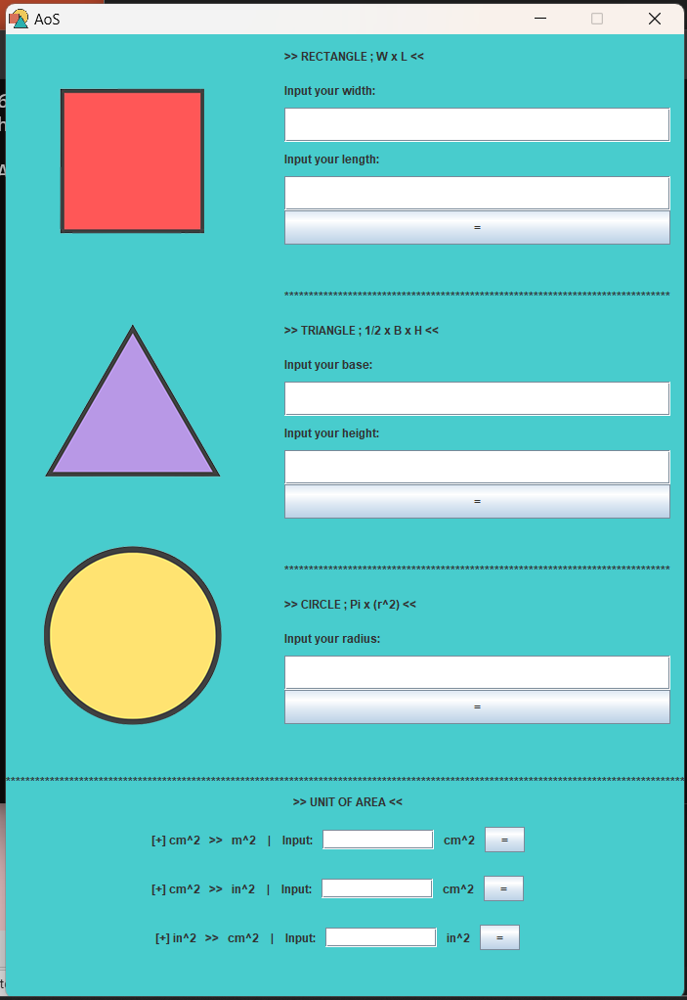 AoS
>> RECTANGLE ; W x L <<
Input your width:
Input your length:
=
*******************************************************************************
>> TRIANGLE ; 1/2 x B x H <<
Input your base:
Input your height:
=
*******************************************************************************
>> CIRCLE ; Pi x (r^2) <<
Input your radius:
=
*******************************************************************************************************************************************
>> UNIT OF AREA <<
[+] cm^2 >> m^2 | Input: cm^2 =
[+] cm^2 >> in^2 | Input: cm^2 =
[+] in^2 >> cm^2 | Input: in^2 =